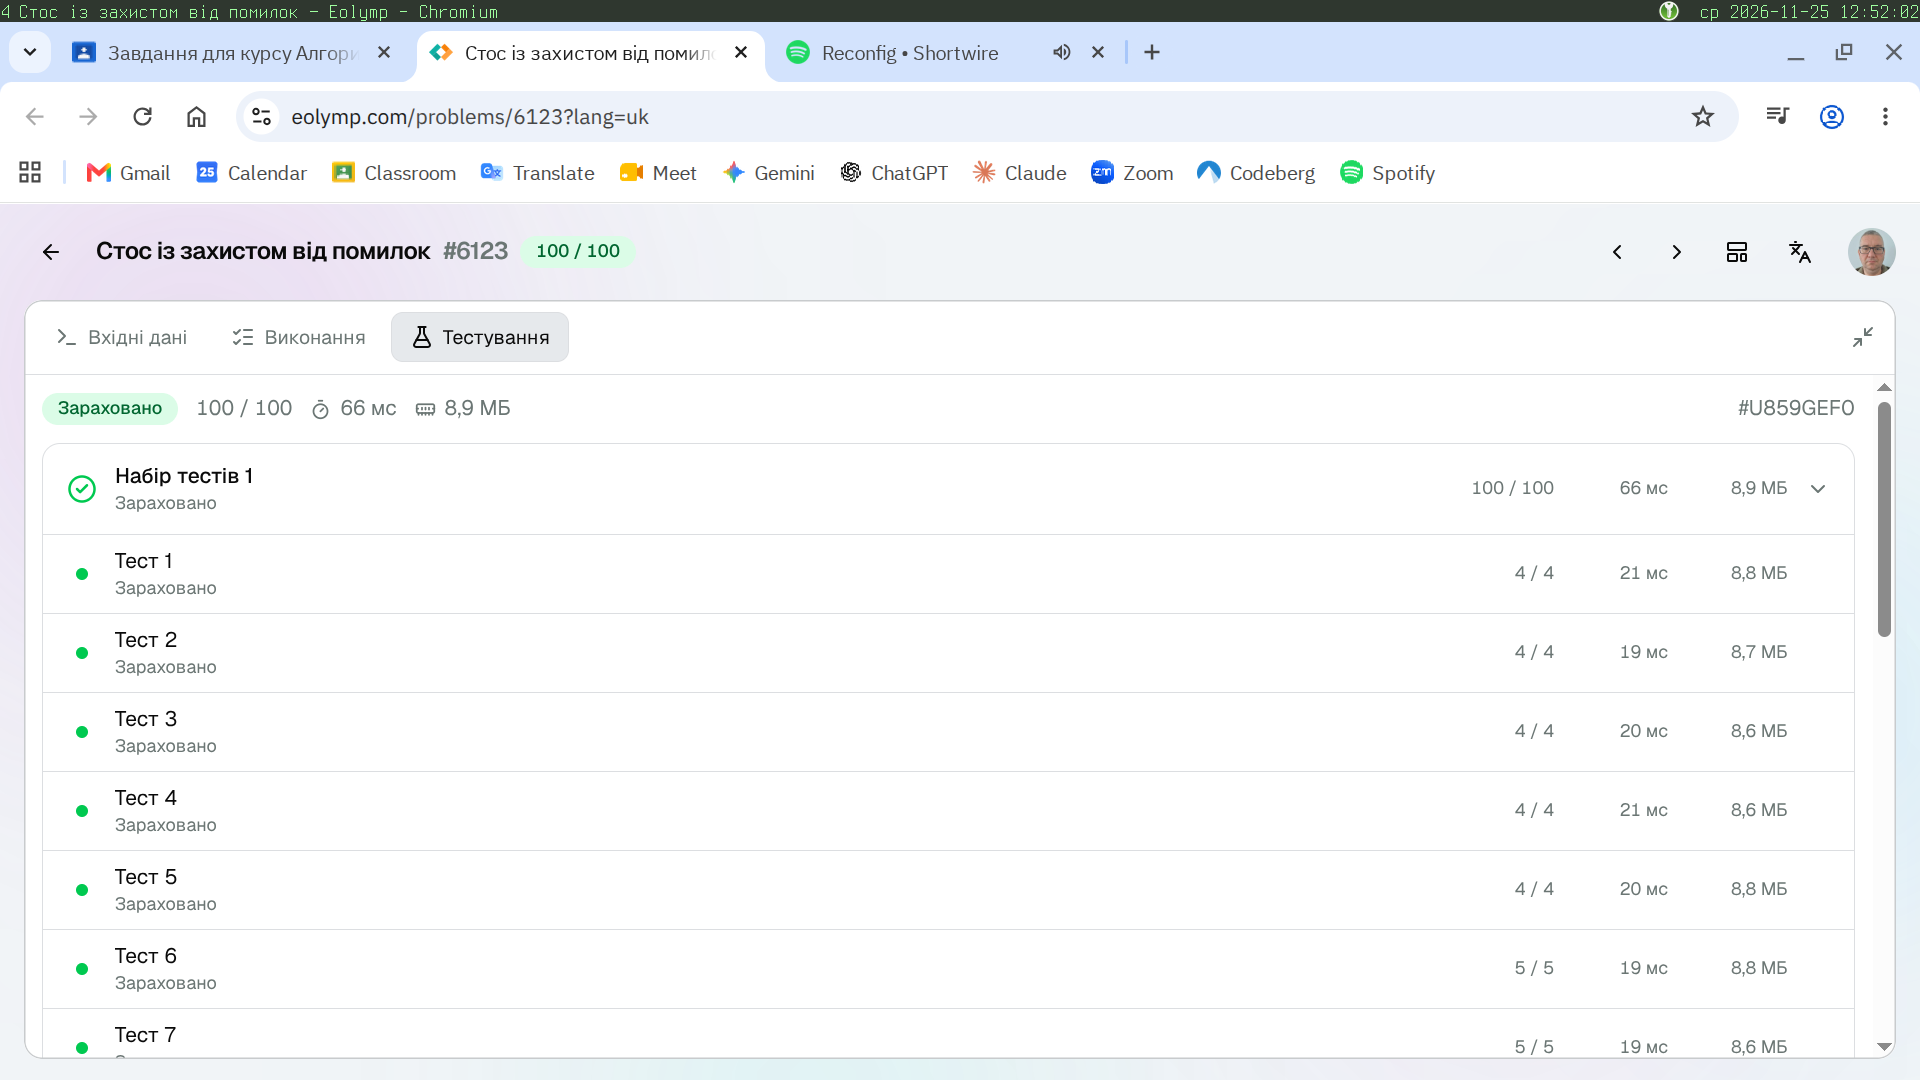 4 Стос із захистом від помилок - Eolymp - Chromium
ср 2026-11-25 12:52:02
Завдання для курсу Алгори
Стос із захистом від помил
Reconfig • Shortwire
eolymp.com/problems/6123?lang=uk
Gmail
Calendar
Classroom
Translate
Meet
Gemini
ChatGPT
Claude
Zoom
Codeberg
Spotify
Стос із захистом від помилок #6123 100 / 100
Вхідні дані
Виконання
Тестування
Зараховано 100 / 100 66 мс 8,9 МБ #U859GEF0
Набір тестів 1
Зараховано
100 / 100 66 мс 8,9 МБ
Тест 1
Зараховано
4 / 4 21 мс 8,8 МБ
Тест 2
Зараховано
4 / 4 19 мс 8,7 МБ
Тест 3
Зараховано
4 / 4 20 мс 8,6 МБ
Тест 4
Зараховано
4 / 4 21 мс 8,6 МБ
Тест 5
Зараховано
4 / 4 20 мс 8,8 МБ
Тест 6
Зараховано
5 / 5 19 мс 8,8 МБ
Тест 7
5 / 5 19 мс 8,6 МБ